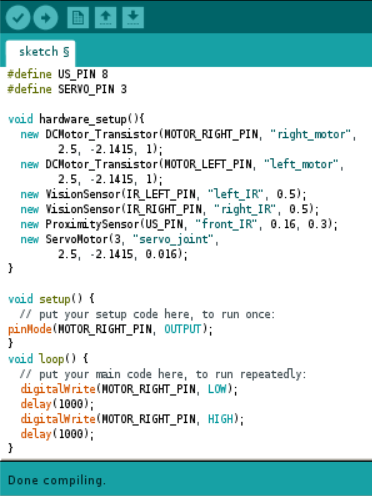 sketch §
#define US_PIN 8
#define SERVO_PIN 3
void hardware_setup(){
new DCMotor_Transistor(MOTOR_RIGHT_PIN, "right_motor",
2.5, -2.1415, 1);
new DCMotor_Transistor(MOTOR_LEFT_PIN, "left_motor",
2.5, -2.1415, 1);
new VisionSensor(IR_LEFT_PIN, "left_IR", 0.5);
new VisionSensor(IR_RIGHT_PIN, "right_IR", 0.5);
new ProximitySensor(US_PIN, "front_IR", 0.16, 0.3);
new ServoMotor(3, "servo_joint",
2.5, -2.1415, 0.016);
}
void setup() {
// put your setup code here, to run once:
pinMode(MOTOR_RIGHT_PIN, OUTPUT);
}
void loop() {
// put your main code here, to run repeatedly:
digitalWrite(MOTOR_RIGHT_PIN, LOW);
delay(1000);
digitalWrite(MOTOR_RIGHT_PIN, HIGH);
delay(1000);
}
Done compiling.